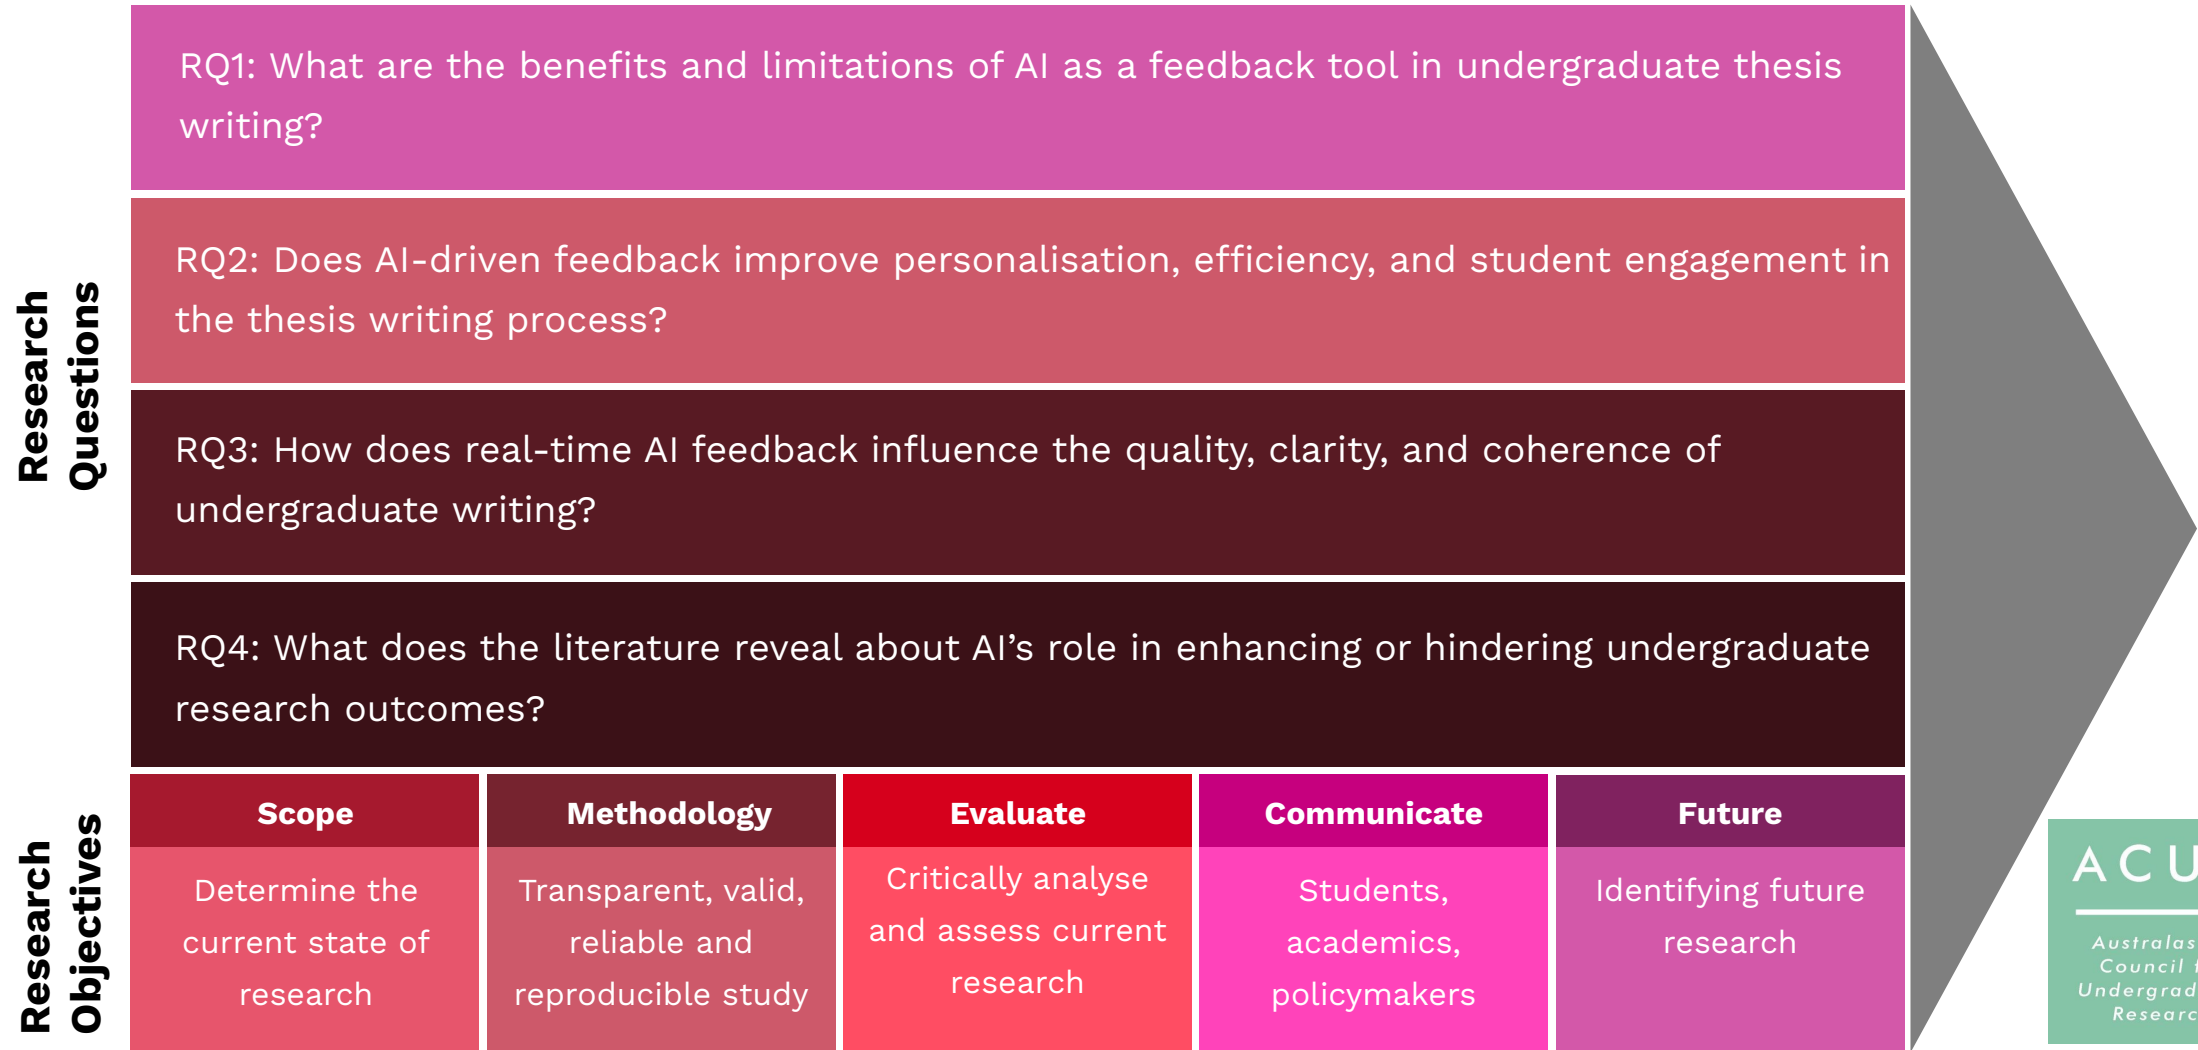 Research
Questions
RQ1: What are the benefits and limitations of AI as a feedback tool in undergraduate thesis
writing?
RQ2: Does AI-driven feedback improve personalisation, efficiency, and student engagement in
the thesis writing process?
RQ3: How does real-time AI feedback influence the quality, clarity, and coherence of
undergraduate writing?
RQ4: What does the literature reveal about AI’s role in enhancing or hindering undergraduate
research outcomes?
Research
Objectives
Scope
Determine the
current state of
research
Methodology
Transparent, valid,
reliable and
reproducible study
Evaluate
Critically analyse
and assess current
research
Communicate
Students,
academics,
policymakers
Future
Identifying future
research
ACU
Australas
Council
Undergrad
Researc